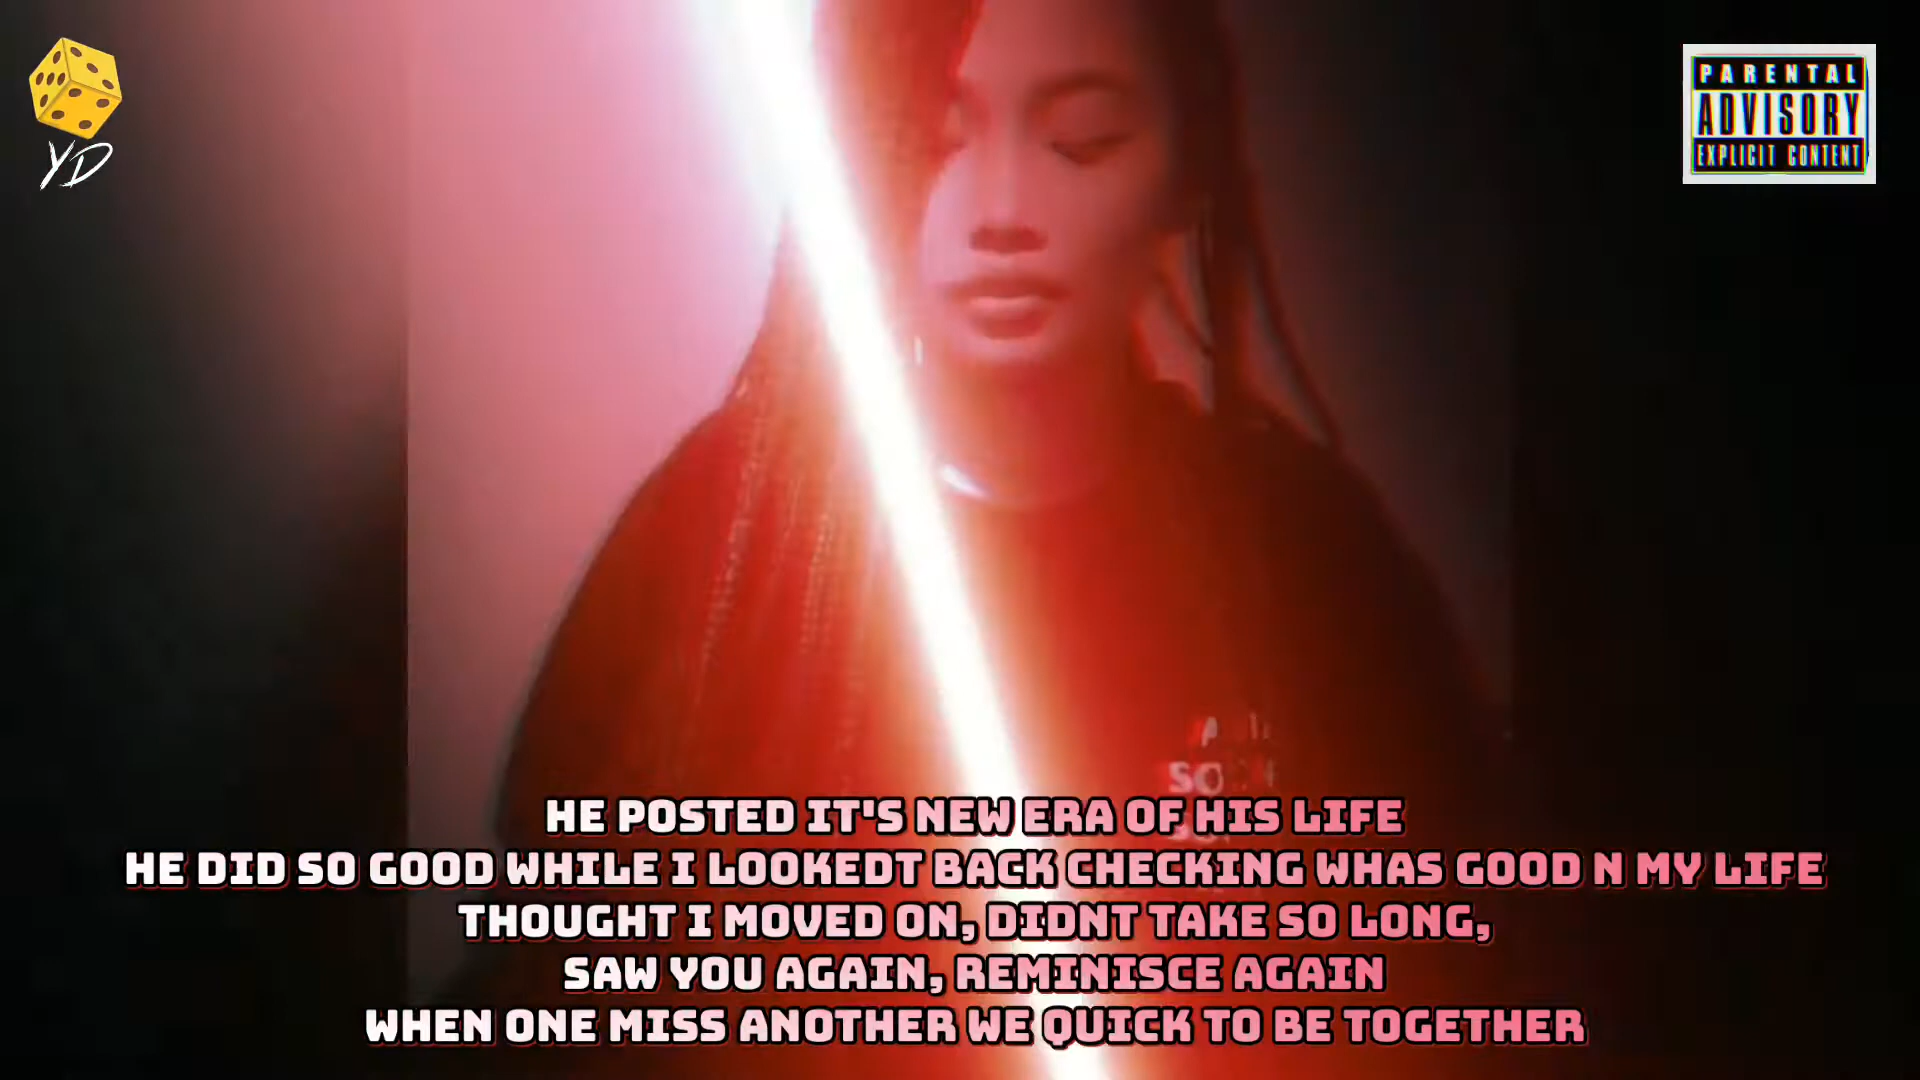 YD
PARENTAL
ADVISORY
EXPLICIT CONTENT
SO
HE POSTED IT'S NEW ERA OF HIS LIFE
HE DID SO GOOD WHILE I LOOKEDT BACK CHECKING WHAS GOOD N MY LIFE
THOUGHT I MOVED ON, DIDNT TAKE SO LONG,
SAW YOU AGAIN, REMINISCE AGAIN
WHEN ONE MISS ANOTHER WE QUICK TO BE TOGETHER